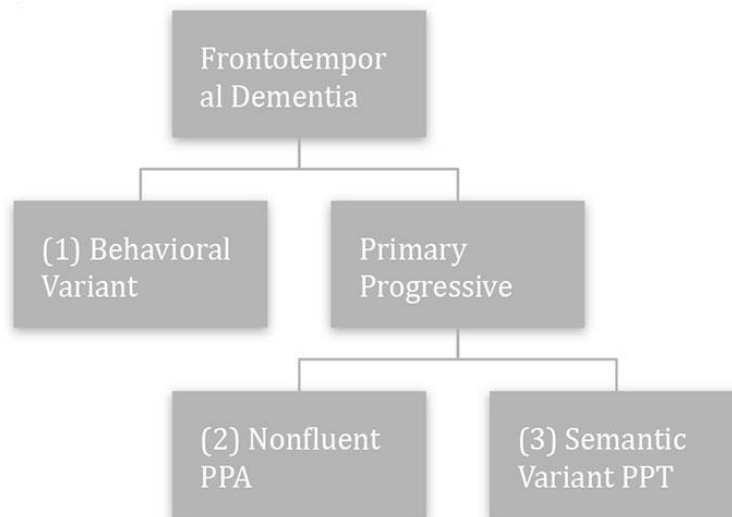 Frontotempor
al Dementia
(1) Behavioral
Variant
Primary
Progressive
(2) Nonfluent
PPA
(3) Semantic
Variant PPT